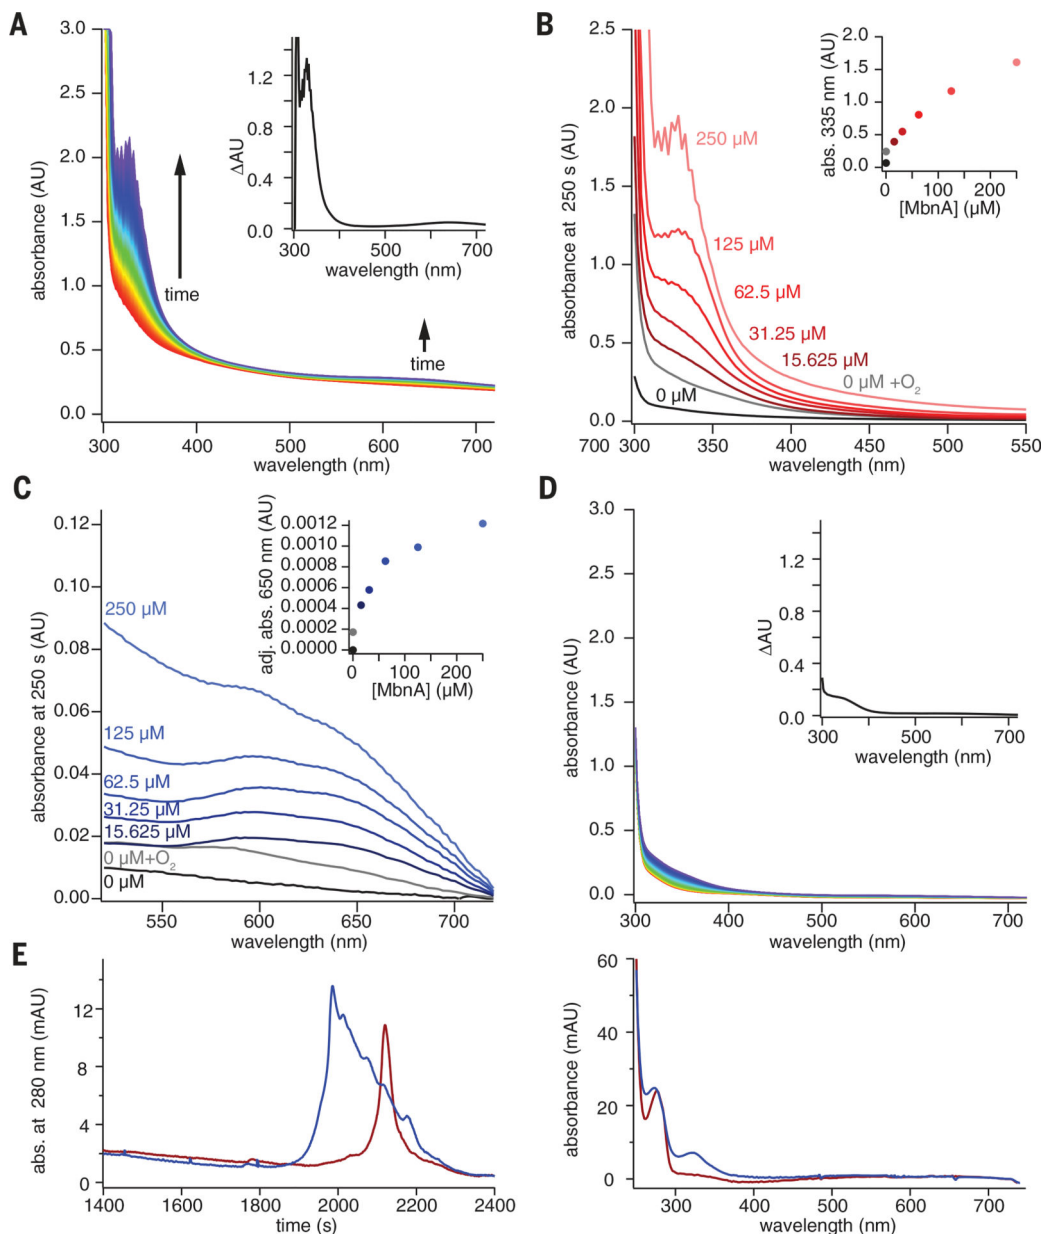 A
absorbance (AU)
3.0
2.5
2.0
1.5
1.0
0.5
0.0
300
400
500
600
700
wavelength (nm)
time
time
ΔAU
1.2
0.8
0.4
0.0
300
500
700
wavelength (nm)
B
absorbance at 250 s (AU)
2.5
2.0
1.5
1.0
0.5
0.0
700
300
350
400
450
500
550
wavelength (nm)
250 µM
125 µM
62.5 µM
31.25 µM
15.625 µM
0 µM +O2
0 µM
abs. 335 nm (AU)
2.0
1.5
1.0
0.5
0.0
0
100
200
[MbnA] (µM)
C
absorbance at 250 s (AU)
0.12
0.10
0.08
0.06
0.04
0.02
0.00
550
600
650
700
wavelength (nm)
250 µM
125 µM
62.5 µM
31.25 µM
15.625 µM
0 µM+O2
0 µM
adj. abs. 650 nm (AU)
0.0012
0.0010
0.0008
0.0006
0.0004
0.0002
0.0000
0
100
200
[MbnA] (µM)
D
absorbance (AU)
3.0
2.5
2.0
1.5
1.0
0.5
0.0
300
400
500
600
700
wavelength (nm)
ΔAU
1.2
0.8
0.4
0.0
300
500
700
wavelength (nm)
E
abs. at 280 nm (mAU)
12
8
4
0
1400
1600
1800
2000
2200
2400
time (s)
absorbance (mAU)
60
40
20
0
300
400
500
600
700
wavelength (nm)